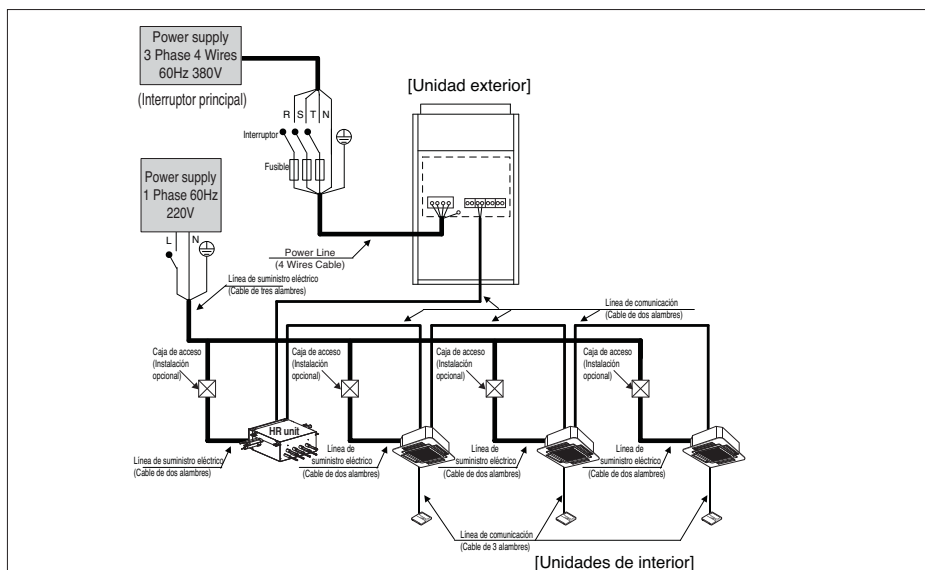 Power supply
3 Phase 4 Wires
60Hz 380V
(Interruptor principal)
R S T N
Interruptor
Fusible
[Unidad exterior]
Power supply
1 Phase 60Hz
220V
L N
Power Line
(4 Wires Cable)
Línea de suministro eléctrico
(Cable de tres alambres)
Línea de comunicación
(Cable de dos alambres)
Caja de acceso
(Instalación
opcional)
Caja de acceso
(Instalación
opcional)
Caja de acceso
(Instalación
opcional)
Caja de acceso
(Instalación
opcional)
HR unit
Línea de suministro eléctrico
(Cable de dos alambres)
Línea de
suministro eléctrico
(Cable de dos alambres)
Línea de
suministro eléctrico
(Cable de dos alambres)
Línea de
suministro eléctrico
(Cable de dos alambres)
Línea de comunicación
(Cable de 3 alambres)
[Unidades de interior]